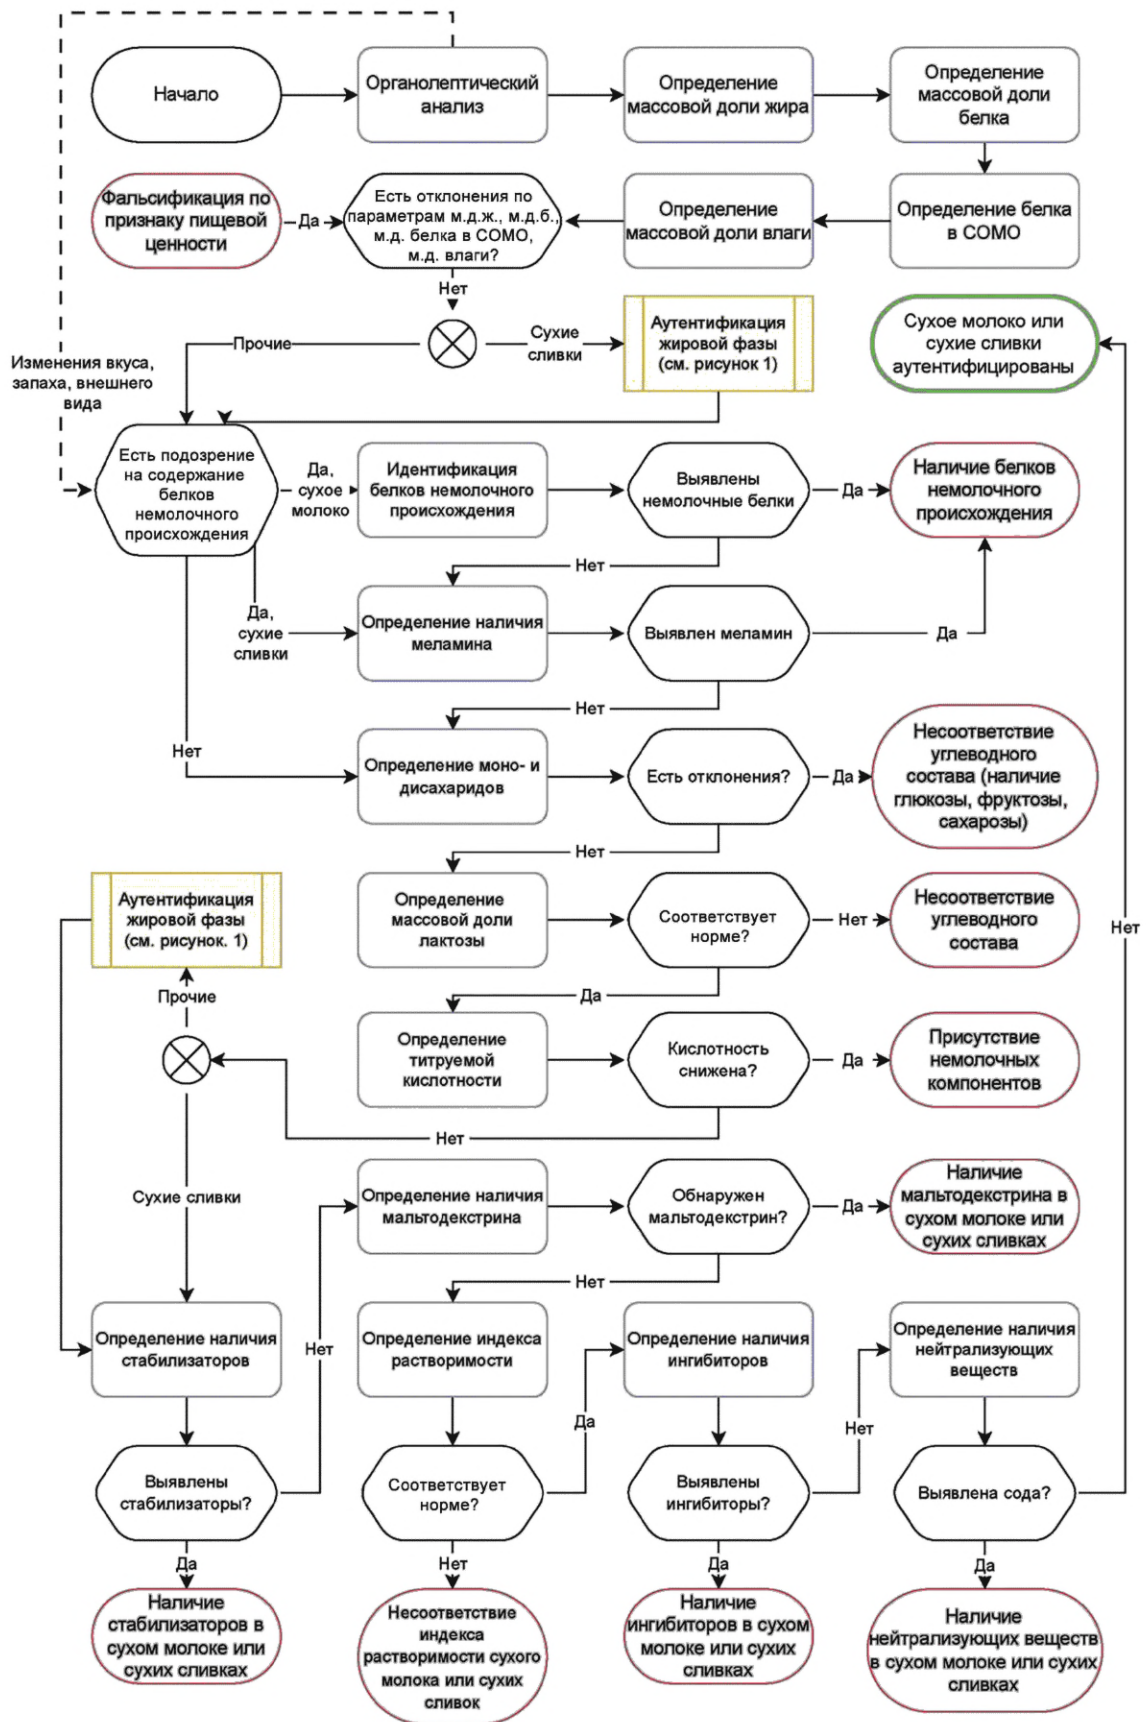 Начало
Органолептический
анализ
Определение
массовой доли жира
Определение
массовой доли
белка
Фальсификация по
признаку пищевой
ценности
Да
Есть отклонения по
параметрам м.д.ж., м.д.б.,
м.д. белка в СОМО,
м.д. влаги?
Определение
массовой доли влаги
Определение белка
в СОМО
Нет
Прочие
Сухие
сливки
Аутентификация
жировой фазы
(см. рисунок 1)
Сухое молоко или
сухие сливки
аутентифицированы
Изменения вкуса,
запаха, внешнего
вида
Есть подозрение
на содержание
белков
немолочного
происхождения
Да,
сухое
молоко
Идентификация
белков немолочного
происхождения
Выявлены
немолочные белки
Да
Наличие белков
немолочного
происхождения
Нет
Да,
сухие
сливки
Определение наличия
меламина
Выявлен меламин
Да
Нет
Нет
Определение моно- и
дисахаридов
Есть отклонения?
Да
Несоответствие
углеводного
состава (наличие
глюкозы, фруктозы,
сахарозы)
Нет
Аутентификация
жировой фазы
(см. рисунок. 1)
Определение
массовой доли
лактозы
Соответствует
норме?
Нет
Несоответствие
углеводного
состава
Нет
Да
Прочие
Определение
титруемой
кислотности
Кислотность
снижена?
Да
Присутствие
немолочных
компонентов
Нет
Сухие сливки
Определение наличия
мальтодекстрина
Обнаружен
мальтодекстрин?
Да
Наличие
мальтодекстрина в
сухом молоке или
сухих сливках
Нет
Определение наличия
стабилизаторов
Нет
Определение индекса
растворимости
Определение наличия
ингибиторов
Определение наличия
нейтрализующих
веществ
Да
Нет
Выявлены
стабилизаторы?
Соответствует
норме?
Выявлены
ингибиторы?
Выявлена сода?
Да
Нет
Да
Да
Наличие
стабилизаторов в
сухом молоке или
сухих сливках
Несоответствие
индекса
растворимости сухого
молока или сухих
сливок
Наличие
ингибиторов в сухом
молоке или сухих
сливках
Наличие
нейтрализующих веществ
в сухом молоке или сухих
сливках